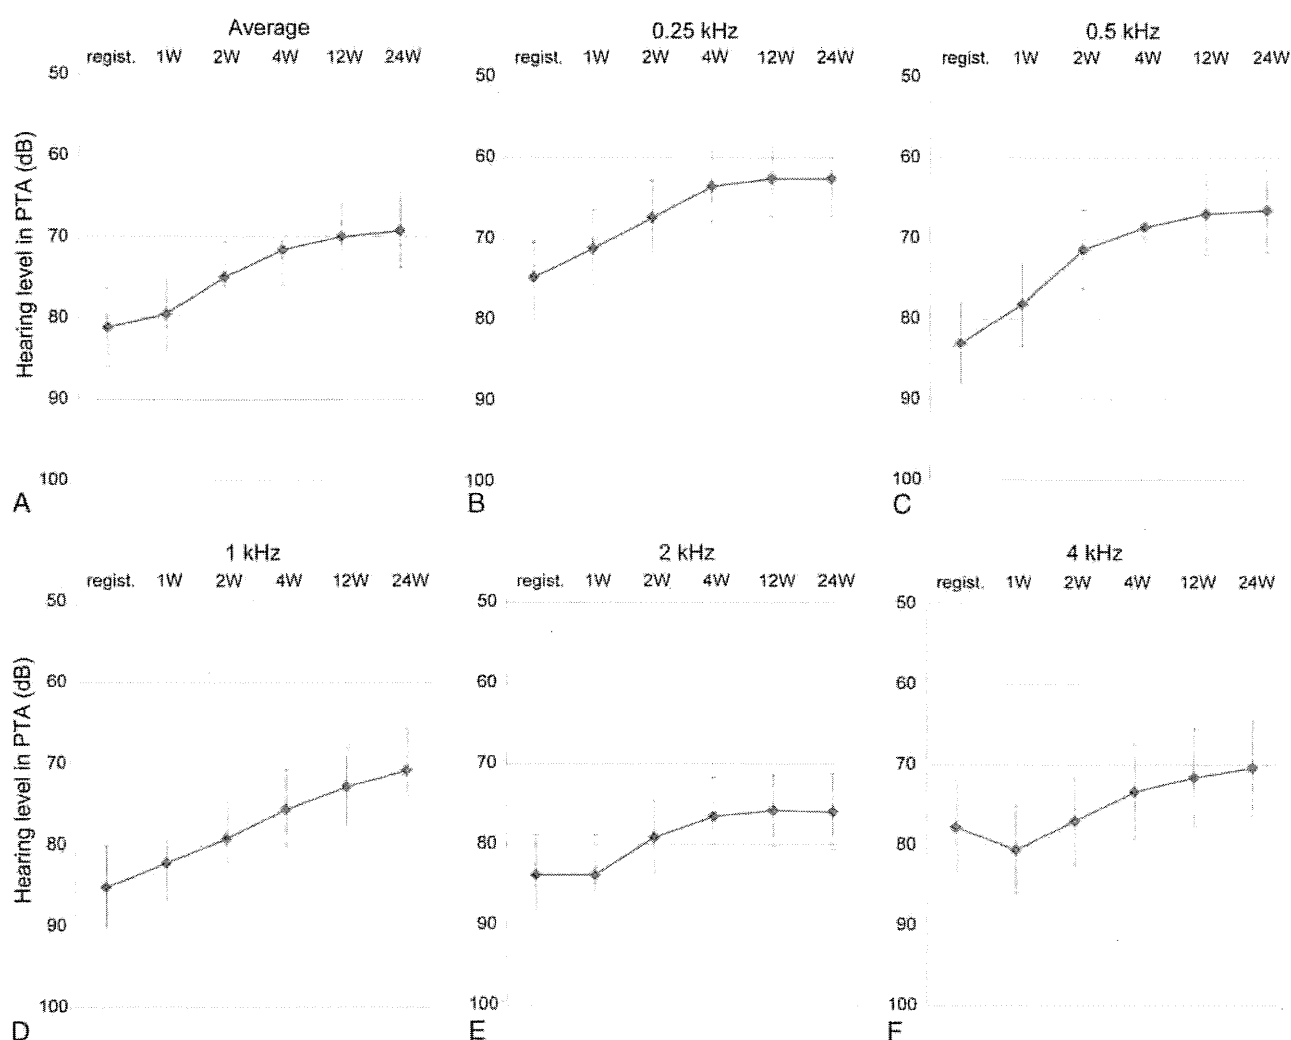 Average
regist. 1W 2W 4W 12W 24W
50
60
70
80
90
100
Hearing level in PTA (dB)
A
0.25 kHz
regist. 1W 2W 4W 12W 24W
50
60
70
80
90
100
B
0.5 kHz
regist. 1W 2W 4W 12W 24W
50
60
70
80
90
100
C
1 kHz
regist. 1W 2W 4W 12W 24W
50
60
70
80
90
100
Hearing level in PTA (dB)
D
2 kHz
regist. 1W 2W 4W 12W 24W
50
60
70
80
90
100
E
4 kHz
regist. 1W 2W 4W 12W 24W
50
60
70
80
90
100
F